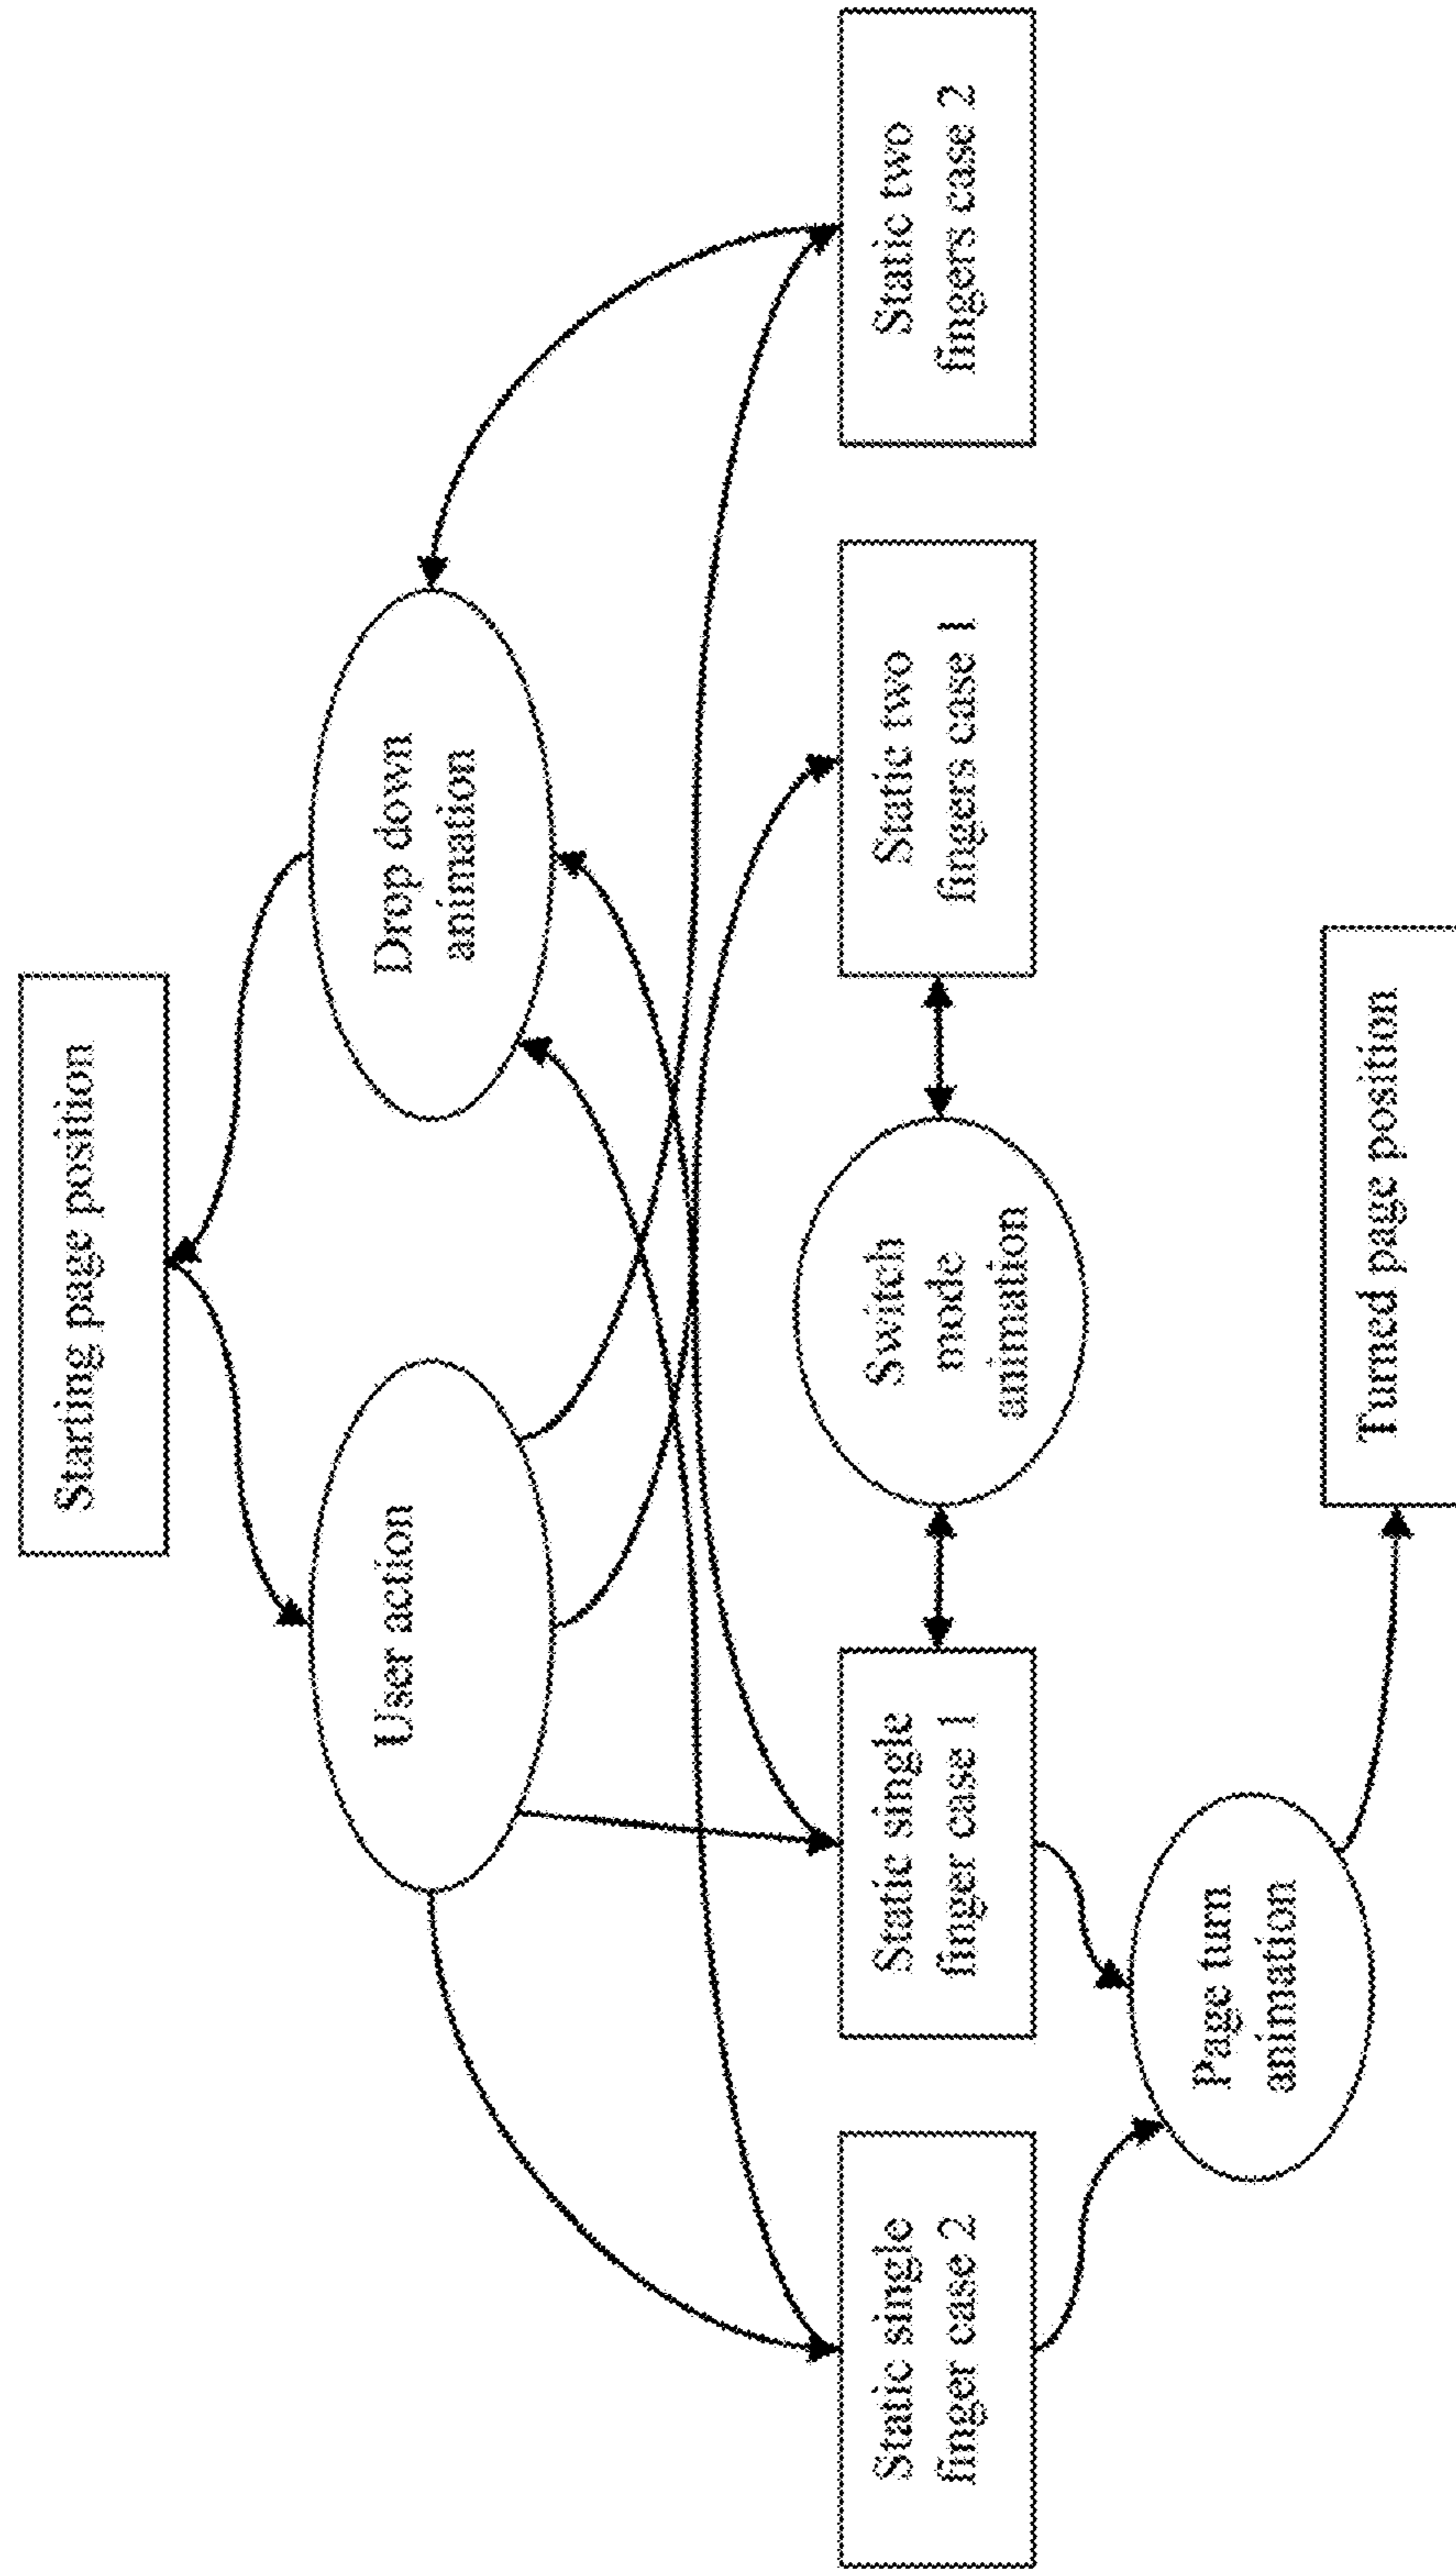 Starting page position
User action
Drop down
animation
Static single
finger case 2
Static single
finger case 1
Switch
mode
animation
Static two
fingers case 1
Static two
fingers case 2
Page turn
animation
Turned page position